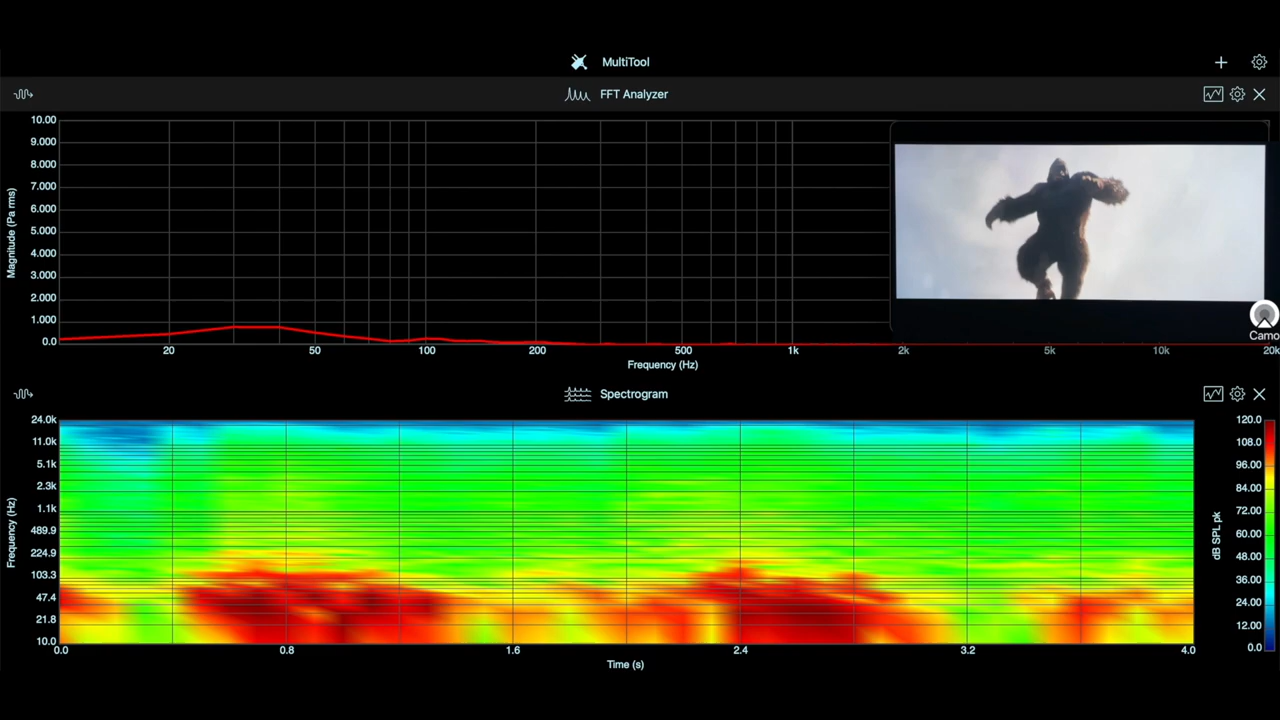 MultiTool
FFT Analyzer
10.00
9.000
8.000
7.000
6.000
5.000
4.000
3.000
2.000
1.000
0.0
Magnitude (Pa rms)
20 50 100 200 500 1k 2k 5k 10k 20k
Frequency (Hz)
Camo
Spectrogram
24.0k
11.0k
5.1k
2.3k
1.1k
489.9
224.9
103.3
47.4
21.8
10.0
Frequency (Hz)
0.0 0.8 1.6 2.4 3.2 4.0
Time (s)
120.0
108.0
96.00
84.00
72.00
60.00
48.00
36.00
24.00
12.00
0.0
dB SPL pk